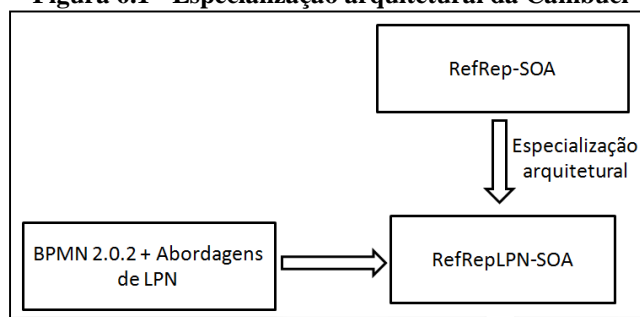 Figura 6.1 - Especialização arquitetural da Cambuci
RefRep-SOA
Especialização
arquitetural
BPMN 2.0.2 + Abordagens
de LPN
RefRepLPN-SOA